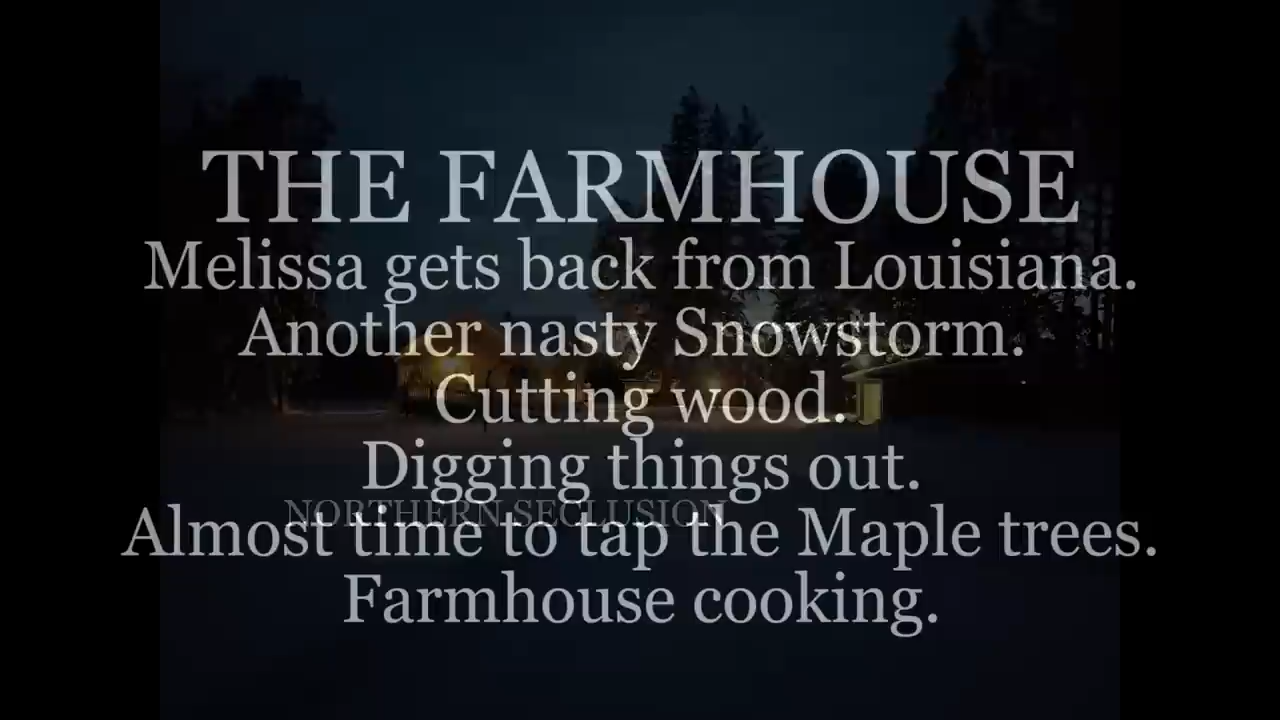 THE FARMHOUSE
Melissa gets back from Louisiana.
Another nasty Snowstorm.
Cutting wood.
Digging things out.
NORTHERN SECLUSION
Almost time to tap the Maple trees.
Farmhouse cooking.